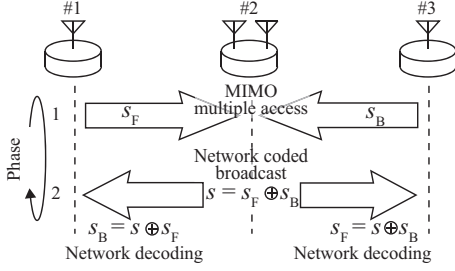 #1 #2 #3
MIMO
multiple access
1 s_F s_B
Phase
Network coded
broadcast
2 s = s_F ⊕ s_B
s_B = s ⊕ s_F s_F = s ⊕ s_B
Network decoding Network decoding